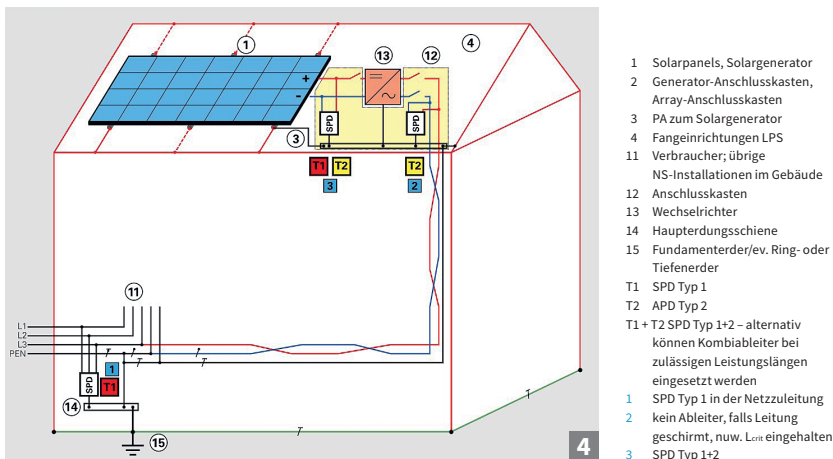 1
13
12
4
+
-
SPD
SPD
3
T1 T2
T2
3
2
11
L1
L2
L3
PEN
1
SPD
T1
14
15
4
1 Solarpanels, Solargenerator
2 Generator-Anschlusskasten,
Array-Anschlusskasten
3 PA zum Solargenerator
4 Fangeinrichtungen LPS
11 Verbraucher; übrige
NS-Installationen im Gebäude
12 Anschlusskasten
13 Wechselrichter
14 Haupterdungsschiene
15 Fundamenterder/ev. Ring- oder
Tiefenerder
T1 SPD Typ 1
T2 APD Typ 2
T1 + T2 SPD Typ 1+2 – alternativ
können Kombiableiter bei
zulässigen Leistungslängen
eingesetzt werden
1 SPD Typ 1 in der Netzzuleitung
2 kein Ableiter, falls Leitung
geschirmt, nuw. Lcrit eingehalten
3 SPD Typ 1+2